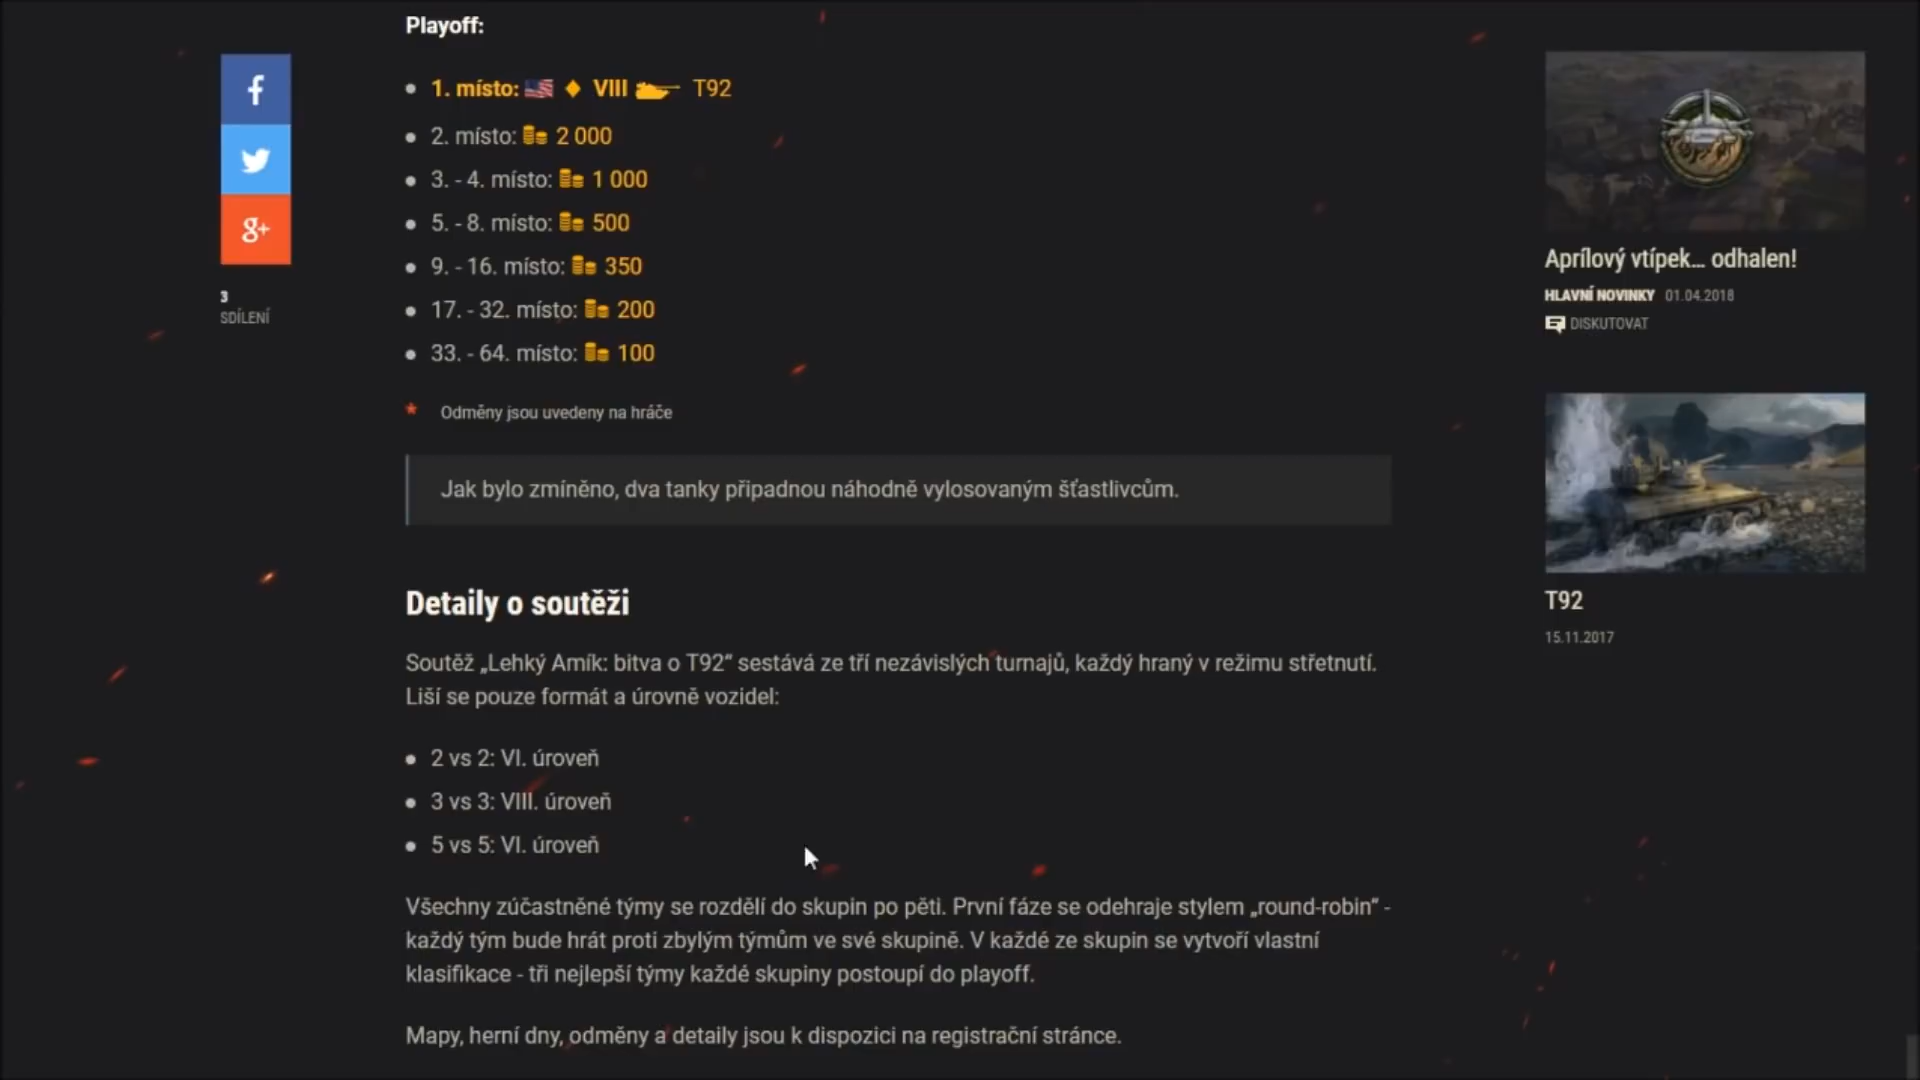 Playoff:
1. místo: VIII T92
2. místo: 2 000
3. - 4. místo: 1 000
5. - 8. místo: 500
9. - 16. místo: 350
17. - 32. místo: 200
33. - 64. místo: 100
* Odměny jsou uvedeny na hráče
Jak bylo zmíněno, dva tanky připadnou náhodně vylosovaným šťastlivcům.
Detaily o soutěži
Soutěž „Lehký Amík: bitva o T92“ sestává ze tří nezávislých turnajů, každý hraný v režimu střetnutí.
Liší se pouze formát a úrovně vozidel:
2 vs 2: VI. úroveň
3 vs 3: VIII. úroveň
5 vs 5: VI. úroveň
Všechny zúčastněné týmy se rozdělí do skupin po pěti. První fáze se odehraje stylem „round-robin“ -
každý tým bude hrát proti zbylým týmům ve své skupině. V každé ze skupin se vytvoří vlastní
klasifikace - tři nejlepší týmy každé skupiny postoupí do playoff.
Mapy, herní dny, odměny a detaily jsou k dispozici na registrační stránce.
f
g+
3
SDÍLENÍ
Aprílový vtípek... odhalen!
HLAVNÍ NOVINKY 01.04.2018
DISKUTOVAT
T92
15.11.2017